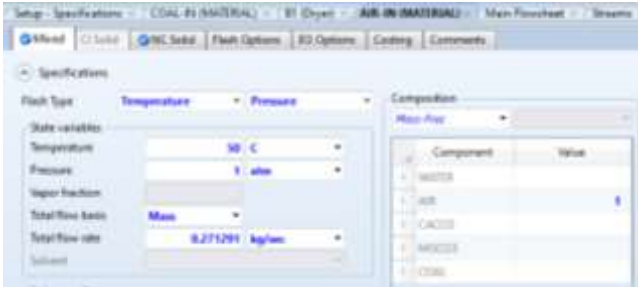 Setup - Specifications COAL-IN (MATERIAL) B1 (Dryer) AIR-IN (MATERIAL) Main Flowsheet Streams
Mixed CI Solid NC Solid Flash Options EO Options Costing Comments
Specifications
Flash Type Temperature Pressure
Composition
State variables
Mass-Frac
Temperature 50 C
Pressure 1 atm
Vapor fraction
Total flow basis Mass
Total flow rate 0.271291 kg/sec
Solvent
Component Value
WATER
AIR 1
CACO3
MGCO3
COAL